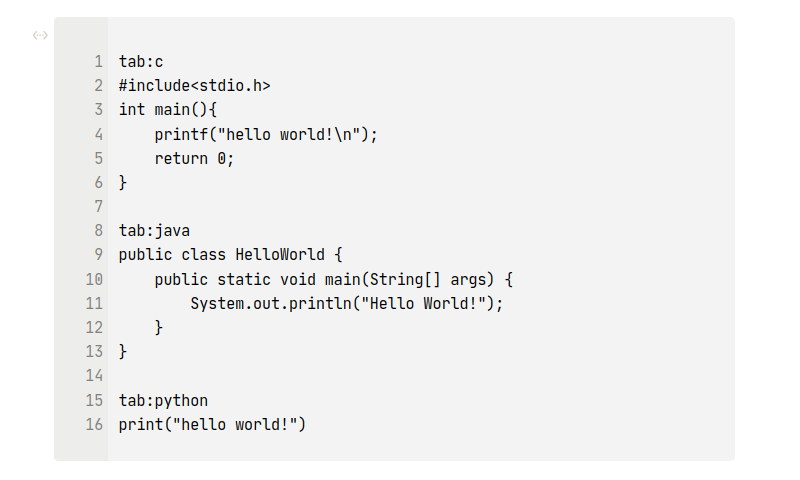 1 tab:c
2 #include<stdio.h>
3 int main(){
4     printf("hello world!\n");
5     return 0;
6 }
7
8 tab:java
9 public class HelloWorld {
10     public static void main(String[] args) {
11         System.out.println("Hello World!");
12     }
13 }
14
15 tab:python
16 print("hello world!")